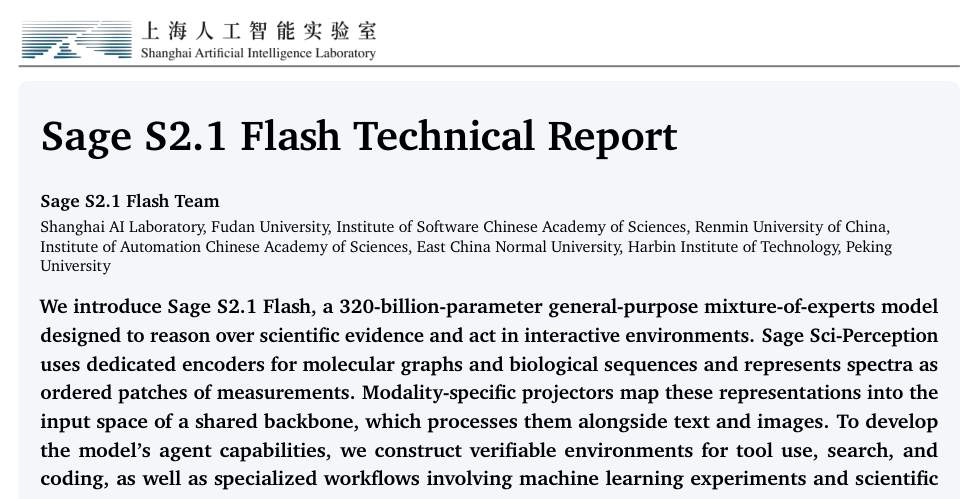 上海人工智能实验室
Shanghai Artificial Intelligence Laboratory
Sage S2.1 Flash Technical Report
Sage S2.1 Flash Team
Shanghai AI Laboratory, Fudan University, Institute of Software Chinese Academy of Sciences, Renmin University of China,
Institute of Automation Chinese Academy of Sciences, East China Normal University, Harbin Institute of Technology, Peking
University
We introduce Sage S2.1 Flash, a 320-billion-parameter general-purpose mixture-of-experts model
designed to reason over scientific evidence and act in interactive environments. Sage Sci-Perception
uses dedicated encoders for molecular graphs and biological sequences and represents spectra as
ordered patches of measurements. Modality-specific projectors map these representations into the
input space of a shared backbone, which processes them alongside text and images. To develop
the model’s agent capabilities, we construct verifiable environments for tool use, search, and
coding, as well as specialized workflows involving machine learning experiments and scientific